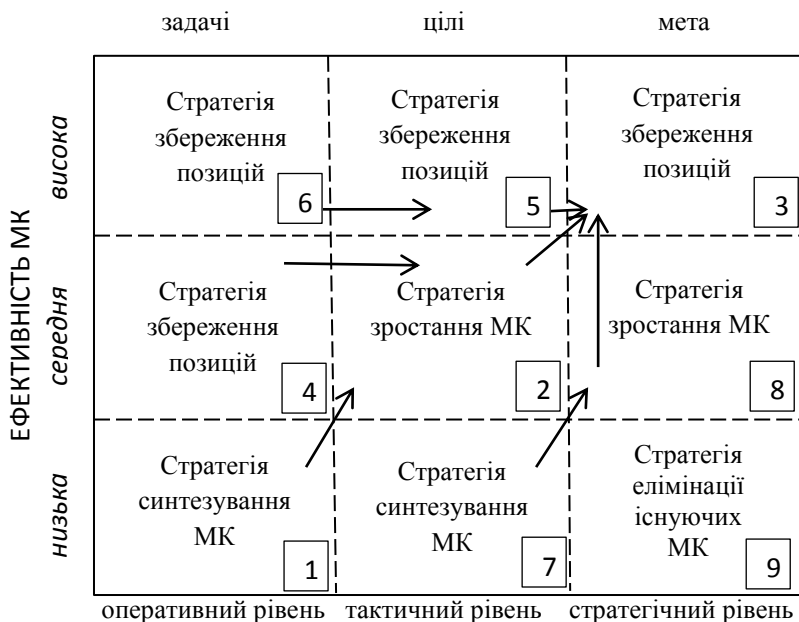 задачі
цілі
мета
ЕФЕКТИВНІСТЬ МК
висока
Стратегія
збереження
позицій
6
Стратегія
збереження
позицій
5
Стратегія
збереження
позицій
3
середня
Стратегія
збереження
позицій
4
Стратегія
зростання МК
2
Стратегія
зростання МК
8
низька
Стратегія
синтезування
МК
1
Стратегія
синтезування
МК
7
Стратегія
елімінації
існуючих
МК
9
оперативний рівень
тактичний рівень
стратегічний рівень